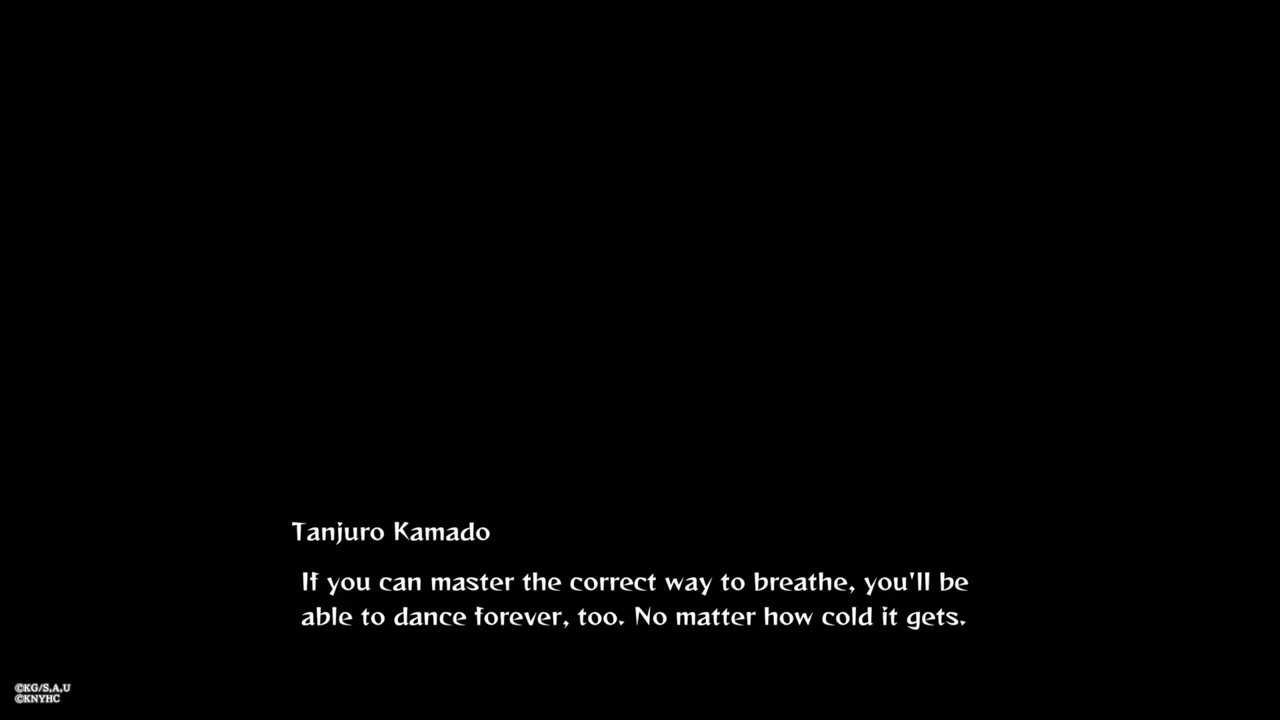 Tanjuro Kamado
If you can master the correct way to breathe, you'll be
able to dance forever, too. No matter how cold it gets.
©KG/S,A,U
©KNYHC